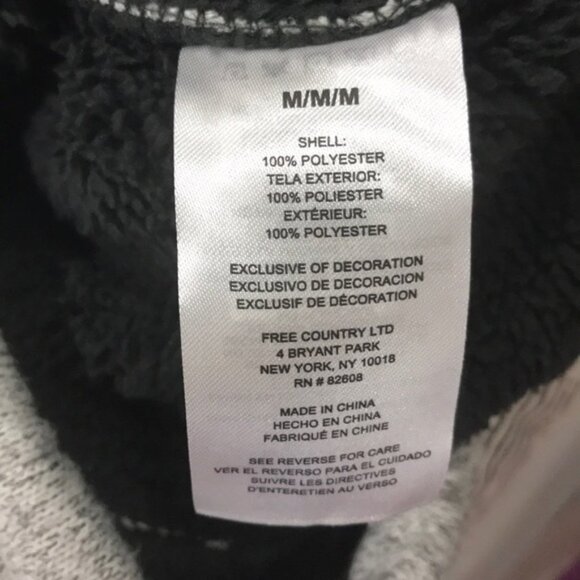 M/M/M
SHELL:
100% POLYESTER
TELA EXTERIOR:
100% POLIESTER
EXTÉRIEUR:
100% POLYESTER
EXCLUSIVE OF DECORATION
EXCLUSIVO DE DECORACION
EXCLUSIF DE DÉCORATION
FREE COUNTRY LTD
4 BRYANT PARK
NEW YORK, NY 10018
RN # 82608
MADE IN CHINA
HECHO EN CHINA
FABRIQUÉ EN CHINE
SEE REVERSE FOR CARE
VER EL REVERSO PARA EL CUIDADO
SUIVRE LES DIRECTIVES
D'ENTRETIEN AU VERSO